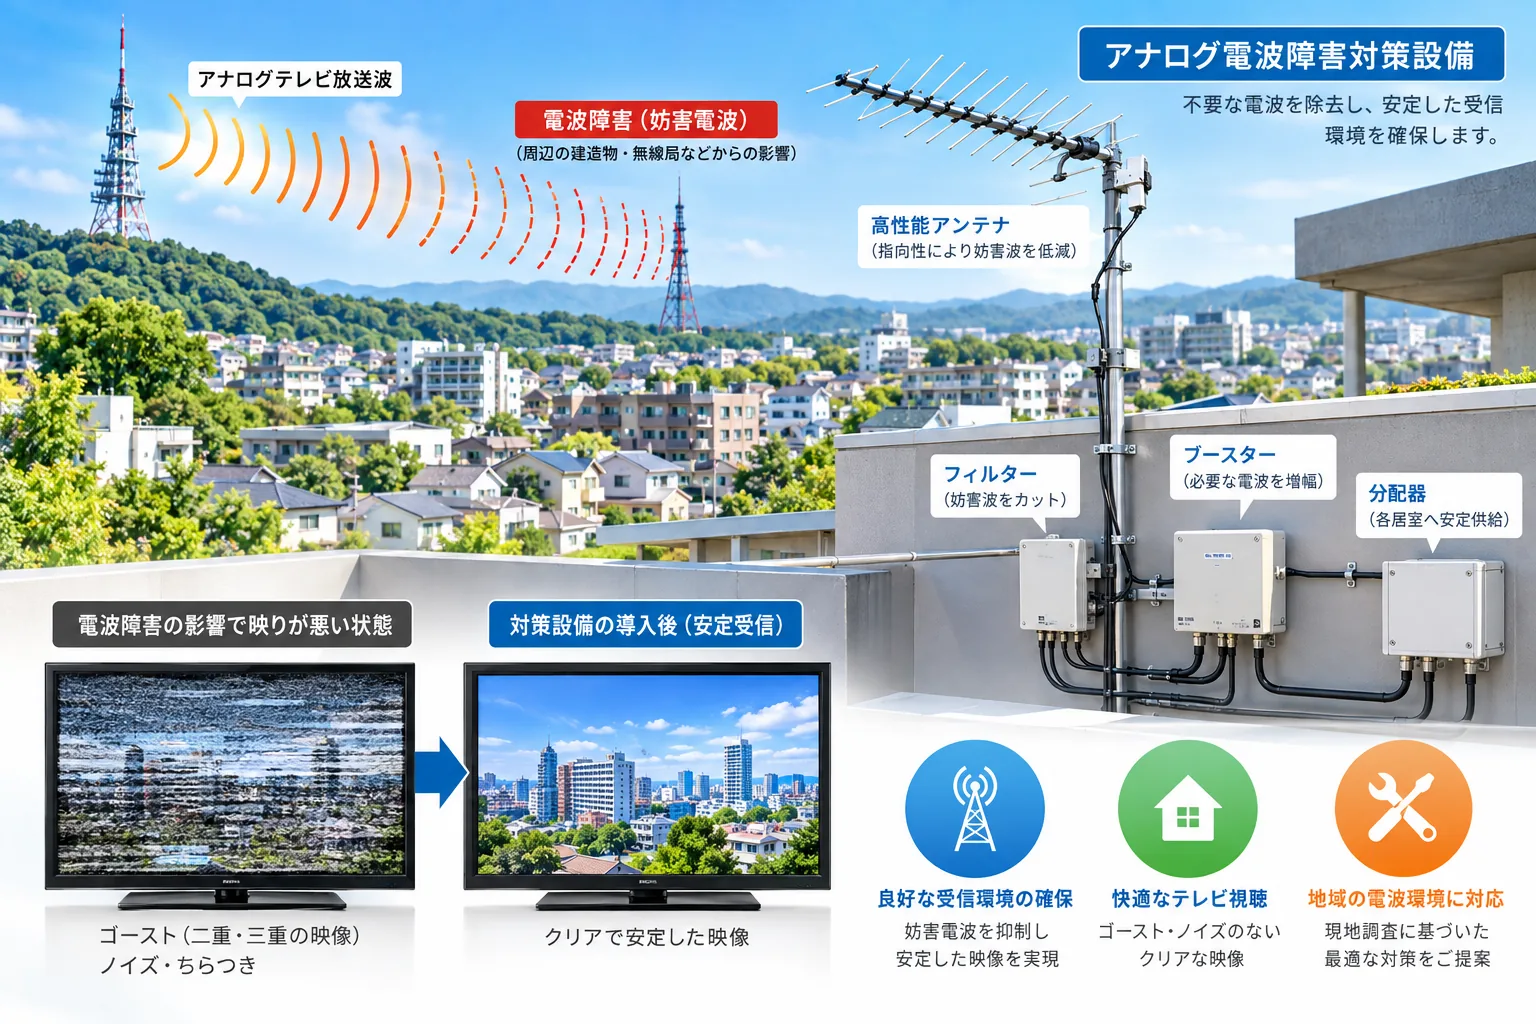 アナログ電波障害対策設備
不要な電波を除去し、安定した受信
環境を確保します。
アナログテレビ放送波
電波障害（妨害電波）
（周辺の建造物・無線局などからの影響）
高性能アンテナ
（指向性により妨害波を低減）
フィルター
（妨害波をカット）
ブースター
（必要な電波を増幅）
分配器
（各居室へ安定供給）
電波障害の影響で映りが悪い状態
対策設備の導入後（安定受信）
ゴースト（二重・三重の映像）
ノイズ・ちらつき
クリアで安定した映像
良好な受信環境の確保
妨害電波を抑制し
安定した映像を実現
快適なテレビ視聴
ゴースト・ノイズのない
クリアな映像
地域の電波環境に対応
現地調査に基づいた
最適な対策をご提案